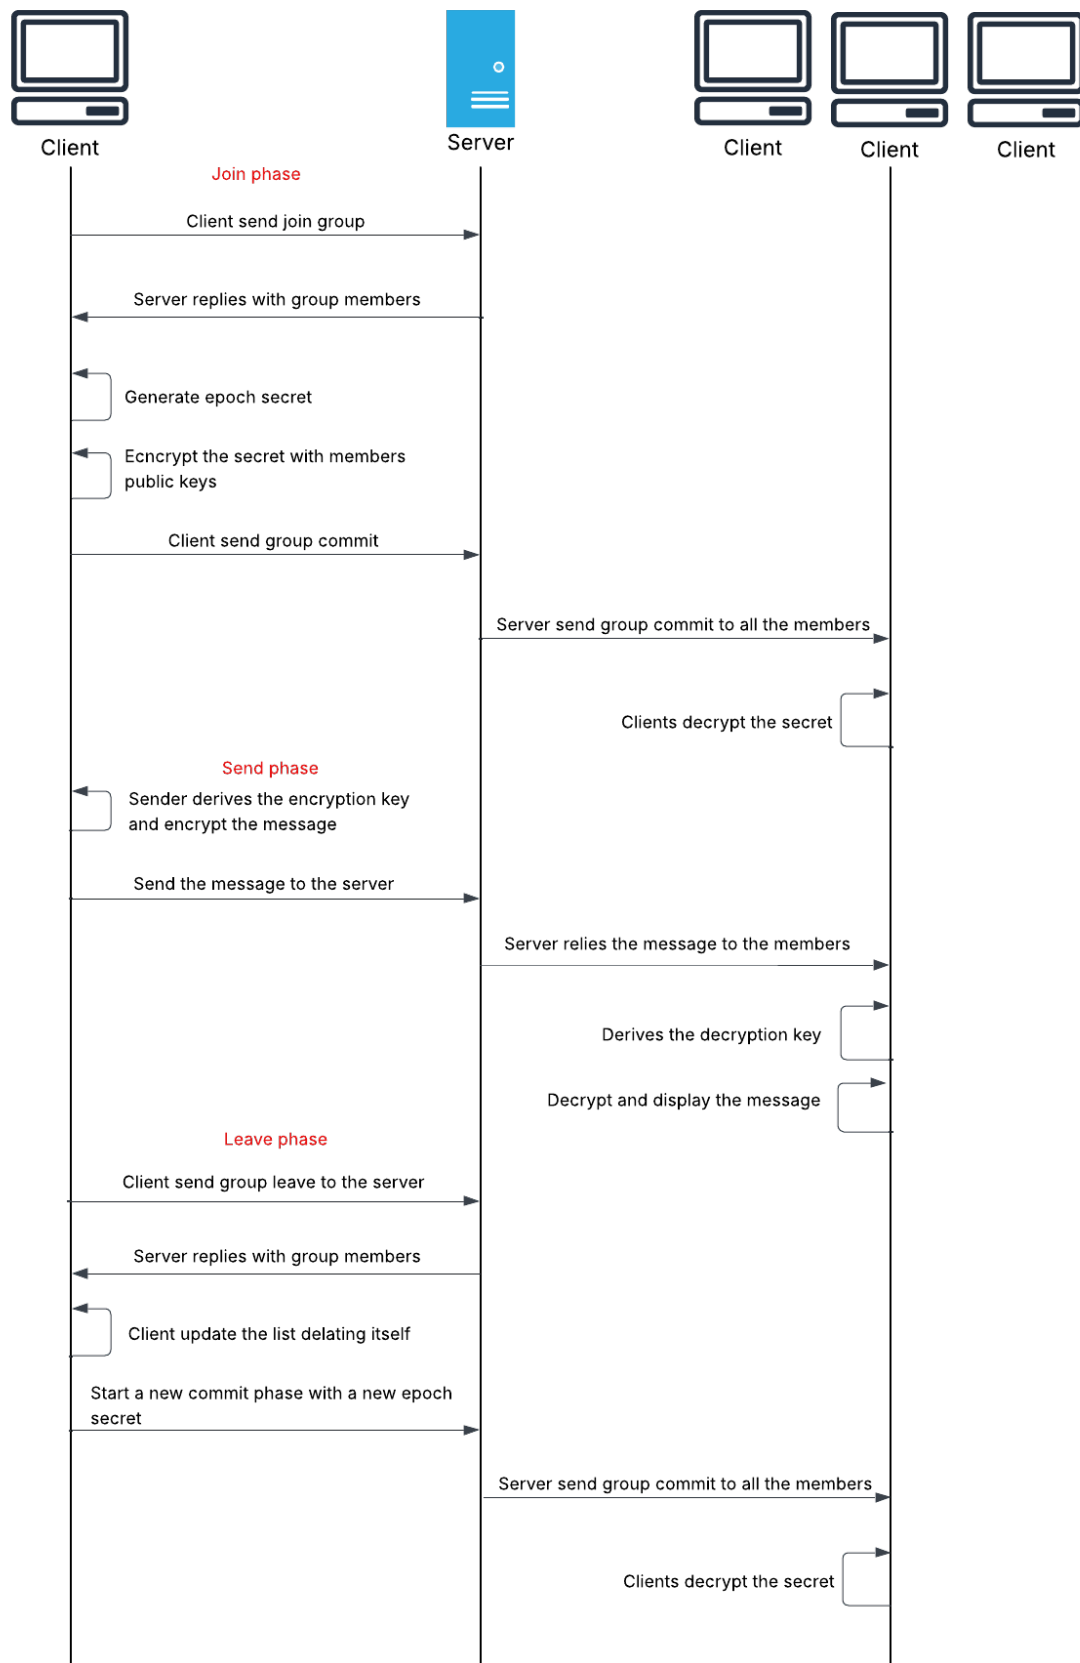 Client
Server
Client
Client
Client
Join phase
Client send join group
Server replies with group members
Generate epoch secret
Ecncrypt the secret with members
public keys
Client send group commit
Server send group commit to all the members
Clients decrypt the secret
Send phase
Sender derives the encryption key
and encrypt the message
Send the message to the server
Server relies the message to the members
Derives the decryption key
Decrypt and display the message
Leave phase
Client send group leave to the server
Server replies with group members
Client update the list delating itself
Start a new commit phase with a new epoch
secret
Server send group commit to all the members
Clients decrypt the secret